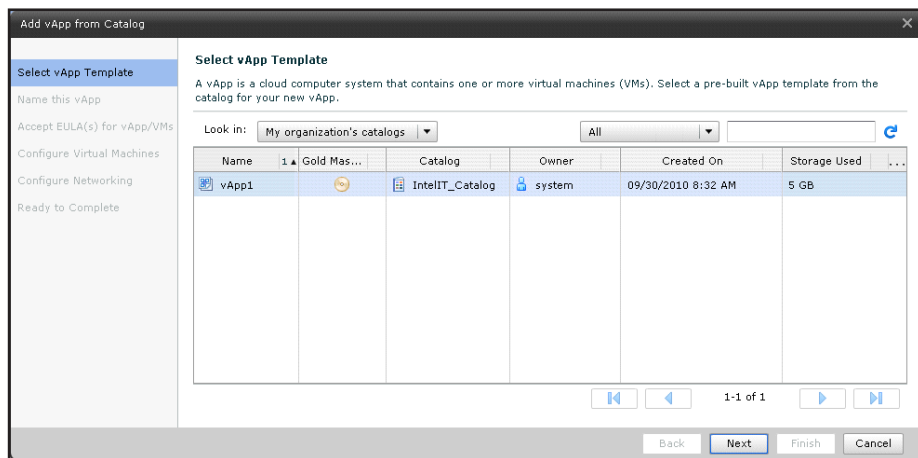 Add vApp from Catalog
Select vApp Template
Name this vApp
Accept EULA(s) for vApp/VMs
Configure Virtual Machines
Configure Networking
Ready to Complete
Select vApp Template
A vApp is a cloud computer system that contains one or more virtual machines (VMs). Select a pre-built vApp template from the
catalog for your new vApp.
Look in: My organization's catalogs All
Name 1 Gold Mas... Catalog Owner Created On Storage Used ...
vApp1 IntelIT_Catalog system 09/30/2010 8:32 AM 5 GB
1-1 of 1
Back Next Finish Cancel